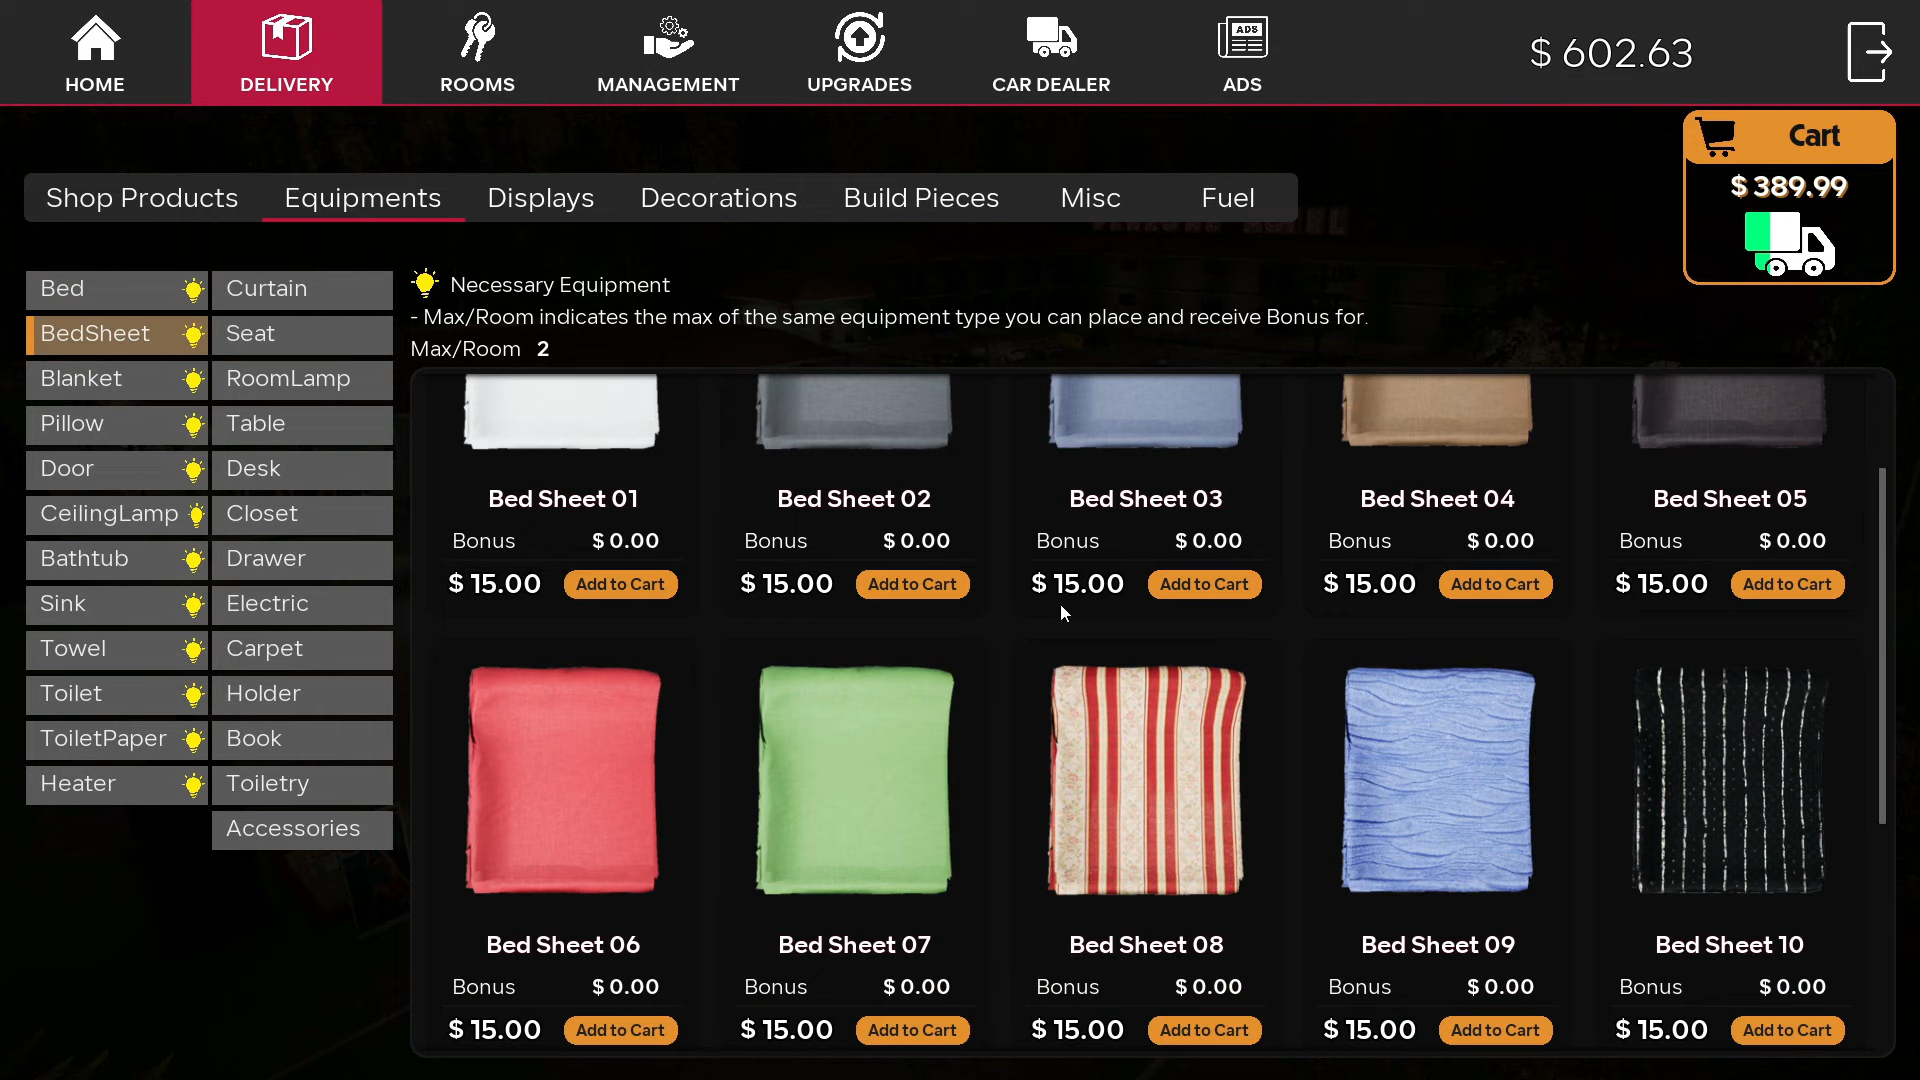 HOME
DELIVERY
ROOMS
MANAGEMENT
UPGRADES
CAR DEALER
ADS
ADS
$ 602.63
Cart
$ 389.99
Shop Products
Equipments
Displays
Decorations
Build Pieces
Misc
Fuel
Bed
Curtain
BedSheet
Seat
Blanket
RoomLamp
Pillow
Table
Door
Desk
CeilingLamp
Closet
Bathtub
Drawer
Sink
Electric
Towel
Carpet
Toilet
Holder
ToiletPaper
Book
Heater
Toiletry
Accessories
Necessary Equipment
- Max/Room indicates the max of the same equipment type you can place and receive Bonus for.
Max/Room 2
Bed Sheet 01
Bonus $ 0.00
$ 15.00 Add to Cart
Bed Sheet 02
Bonus $ 0.00
$ 15.00 Add to Cart
Bed Sheet 03
Bonus $ 0.00
$ 15.00 Add to Cart
Bed Sheet 04
Bonus $ 0.00
$ 15.00 Add to Cart
Bed Sheet 05
Bonus $ 0.00
$ 15.00 Add to Cart
Bed Sheet 06
Bonus $ 0.00
$ 15.00 Add to Cart
Bed Sheet 07
Bonus $ 0.00
$ 15.00 Add to Cart
Bed Sheet 08
Bonus $ 0.00
$ 15.00 Add to Cart
Bed Sheet 09
Bonus $ 0.00
$ 15.00 Add to Cart
Bed Sheet 10
Bonus $ 0.00
$ 15.00 Add to Cart